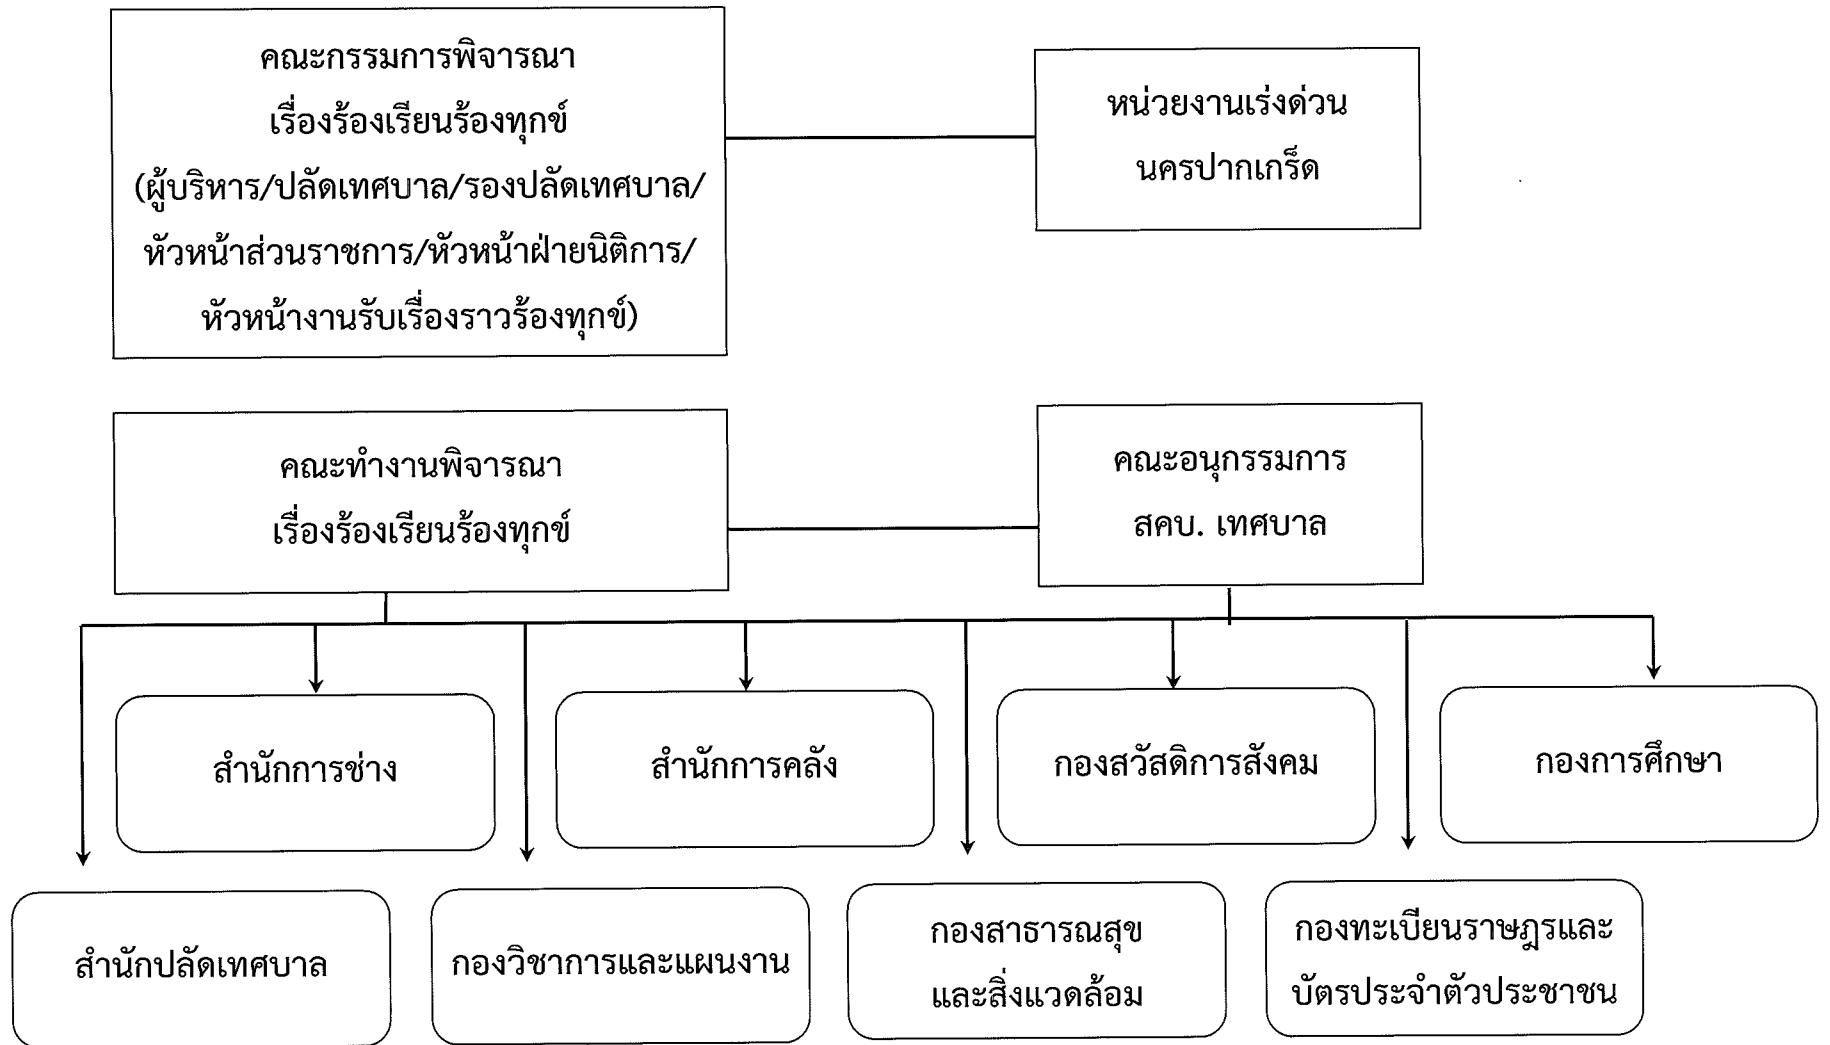 คณะกรรมการพิจารณา
เรื่องร้องเรียนร้องทุกข์
(ผู้บริหาร/ปลัดเทศบาล/รองปลัดเทศบาล/
หัวหน้าส่วนราชการ/หัวหน้าฝ่ายนิติการ/
หัวหน้างานรับเรื่องราวร้องทุกข์)
หน่วยงานเร่งด่วน
นครปากเกร็ด
คณะทำงานพิจารณา
เรื่องร้องเรียนร้องทุกข์
คณะอนุกรรมการ
สคบ. เทศบาล
สำนักการช่าง
สำนักการคลัง
กองสวัสดิการสังคม
กองการศึกษา
สำนักปลัดเทศบาล
กองวิชาการและแผนงาน
กองสาธารณสุข
และสิ่งแวดล้อม
กองทะเบียนราษฎรและ
บัตรประจำตัวประชาชน